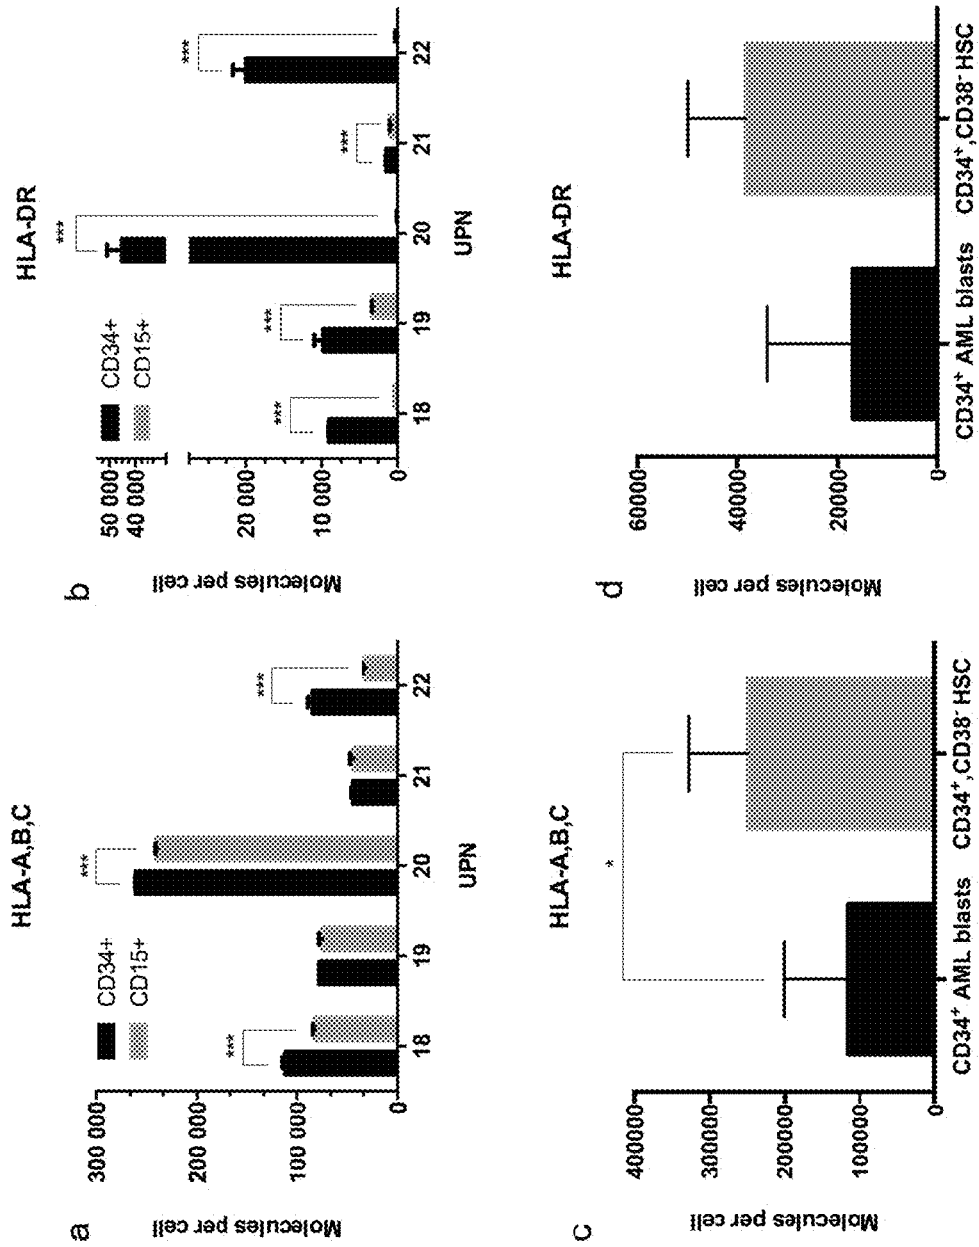 a
HLA-A,B,C
CD34+
CD15+
Molecules per cell
300 000
200 000
100 000
0
***
***
***
18
19
20
21
22
UPN
b
HLA-DR
CD34+
CD15+
Molecules per cell
50 000
40 000
20 000
10 000
0
***
***
***
***
***
18
19
20
21
22
UPN
c
HLA-A,B,C
Molecules per cell
400000
300000
200000
100000
0
*
CD34⁺ AML blasts
CD34⁺,CD38⁻ HSC
d
HLA-DR
Molecules per cell
60000
40000
20000
0
CD34⁺ AML blasts
CD34⁺,CD38⁻ HSC